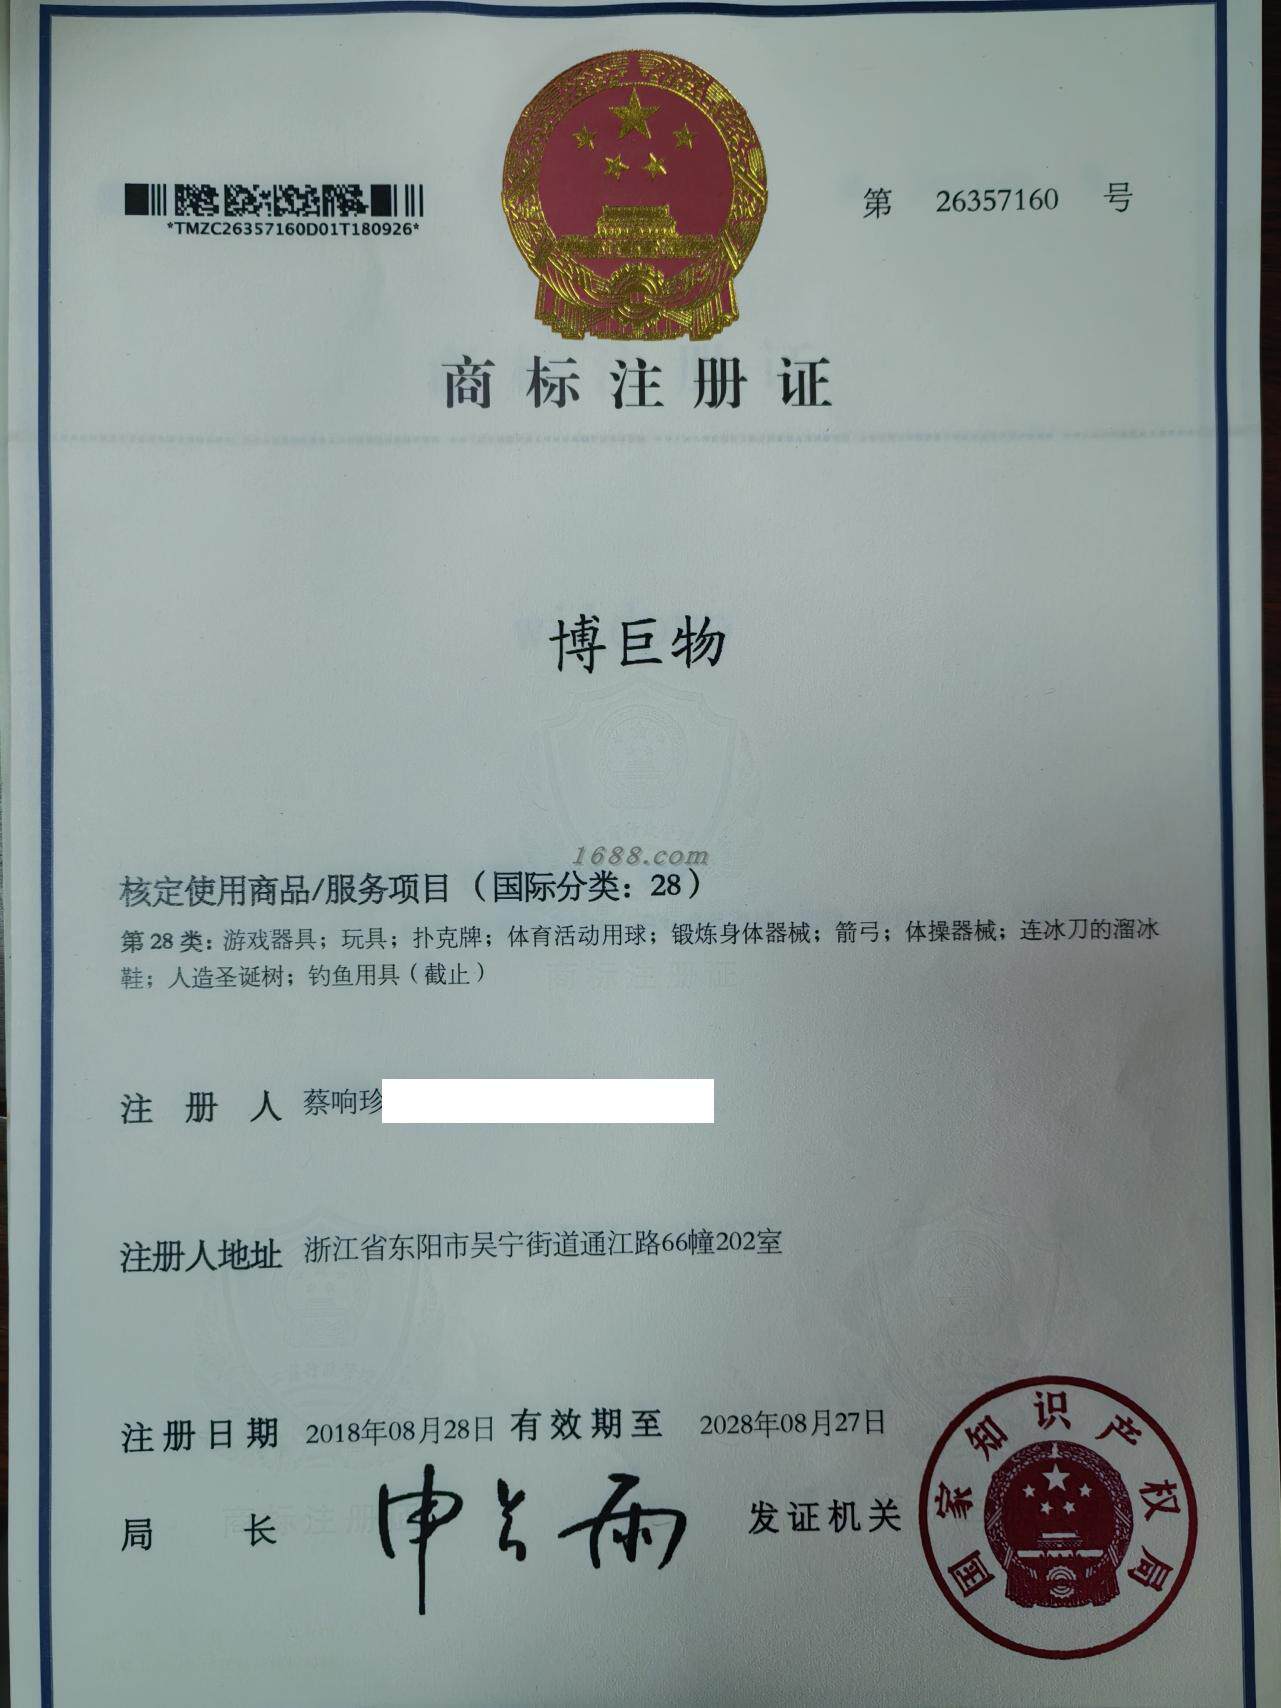 *TMZC26357160D01T180926*
第 26357160 号
商标注册证
博巨物
1688.com
核定使用商品/服务项目（国际分类：28）
第 28 类：游戏器具；玩具；扑克牌；体育活动用球；锻炼身体器械；箭弓；体操器械；连冰刀的溜冰
鞋；人造圣诞树；钓鱼用具（截止）
注册人 蔡响珍
注册人地址 浙江省东阳市吴宁街道通江路66幢202室
注册日期 2018年08月28日 有效期至 2028年08月27日
局长 申长雨 发证机关
国家知识产权局